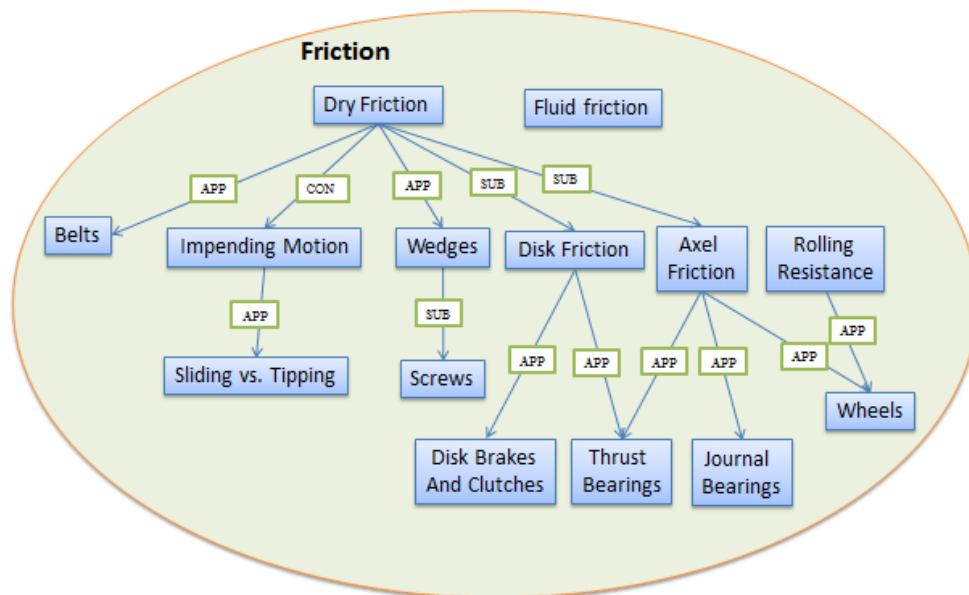 Friction
Dry Friction
Fluid friction
APP
CON
APP
SUB
SUB
Belts
Impending Motion
Wedges
Disk Friction
Axel
Friction
Rolling
Resistance
APP
SUB
APP
APP
APP
APP
APP
APP
Sliding vs. Tipping
Screws
Wheels
Disk Brakes
And Clutches
Thrust
Bearings
Journal
Bearings